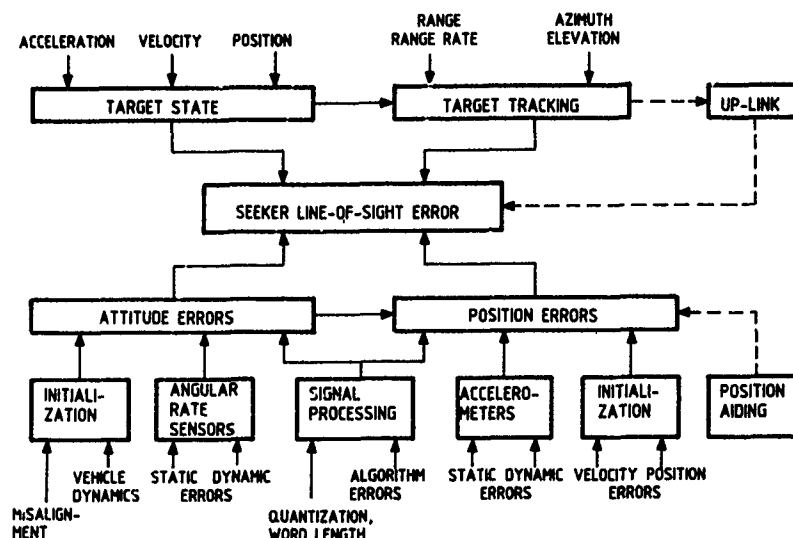 RANGE
RANGE RATE
AZIMUTH
ELEVATION
ACCELERATION
VELOCITY
POSITION
TARGET STATE
TARGET TRACKING
UP-LINK
SEEKER LINE-OF-SIGHT ERROR
ATTITUDE ERRORS
POSITION ERRORS
INITIALI-
ZATION
ANGULAR
RATE
SENSORS
SIGNAL
PROCESSING
ACCELERO-
METERS
INITIALI-
ZATION
POSITION
AIDING
MISALIGN-
MENT
VEHICLE
DYNAMICS
STATIC DYNAMIC
ERRORS
QUANTIZATION,
WORD LENGTH
ALGORITHM
ERRORS
STATIC DYNAMIC
ERRORS
VELOCITY POSITION
ERRORS